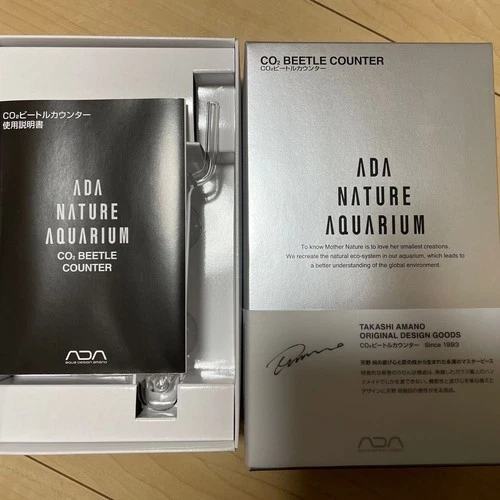 CO₂ビートルカウンター
使用説明書
ADA
NATURE
AQUARIUM
CO₂ BEETLE
COUNTER
ADA
aqua design amano
CO₂ BEETLE COUNTER
CO₂ビートルカウンター
ADA
NATURE
AQUARIUM
To know Mother Nature is to love her smallest creations.
We recreate the natural eco-system in our aquarium, which leads to
a better understanding of the global environment.
TAKASHI AMANO
ORIGINAL DESIGN GOODS
CO₂ビートルカウンター Since 1993
ADA